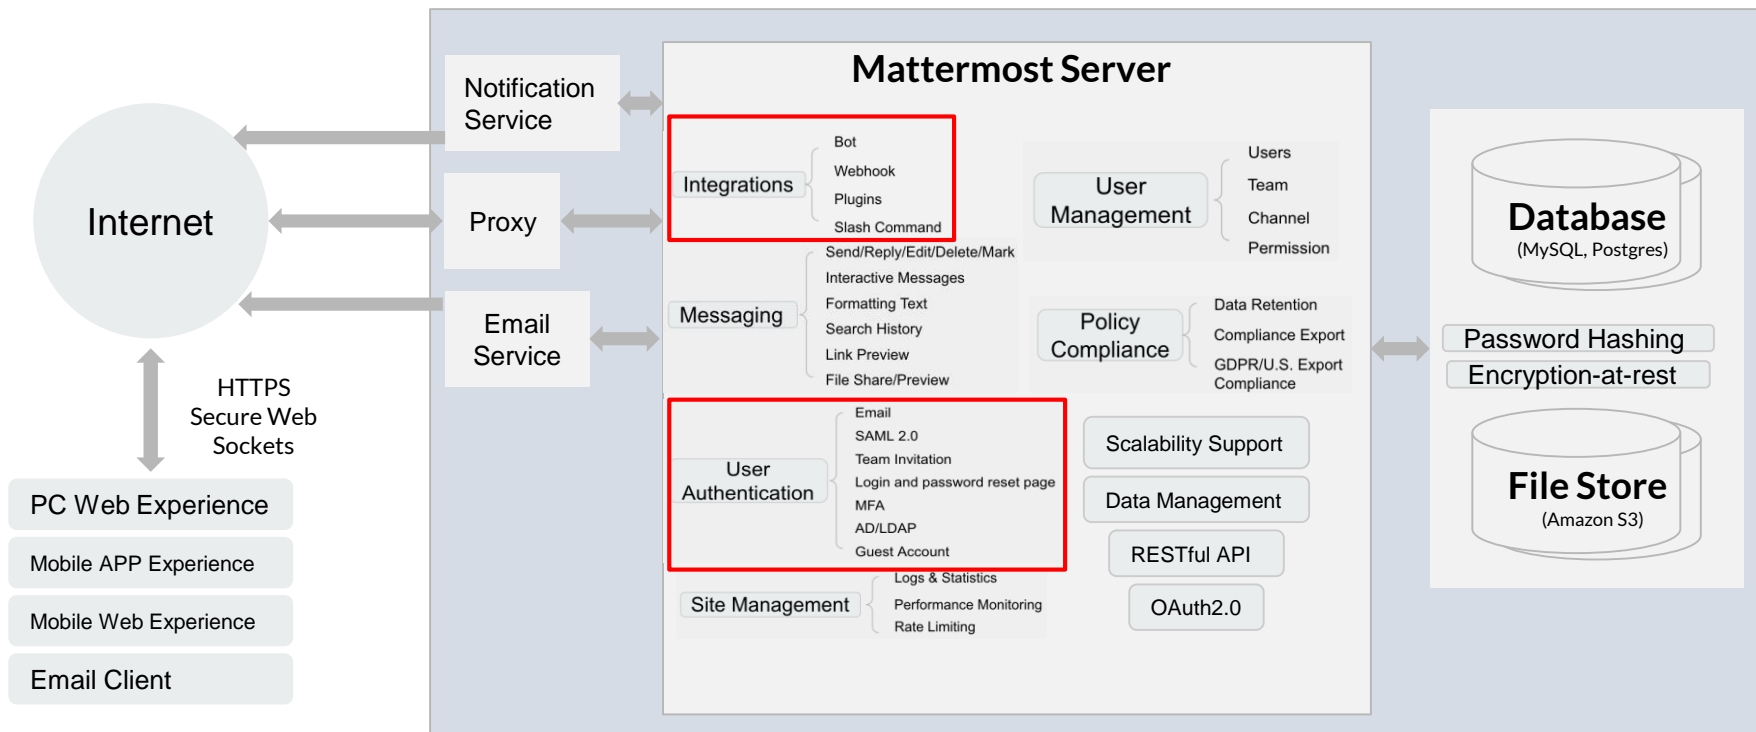 Mattermost Server
Notification
Service
Internet
Proxy
Email
Service
HTTPS
Secure Web
Sockets
PC Web Experience
Mobile APP Experience
Mobile Web Experience
Email Client
Integrations
Bot
Webhook
Plugins
Slash Command
Messaging
Send/Reply/Edit/Delete/Mark
Interactive Messages
Formatting Text
Search History
Link Preview
File Share/Preview
User
Authentication
Email
SAML 2.0
Team Invitation
Login and password reset page
MFA
AD/LDAP
Guest Account
Site Management
Logs & Statistics
Performance Monitoring
Rate Limiting
User
Management
Users
Team
Channel
Permission
Policy
Compliance
Data Retention
Compliance Export
GDPR/U.S. Export
Compliance
Scalability Support
Data Management
RESTful API
OAuth2.0
Database
(MySQL, Postgres)
Password Hashing
Encryption-at-rest
File Store
(Amazon S3)